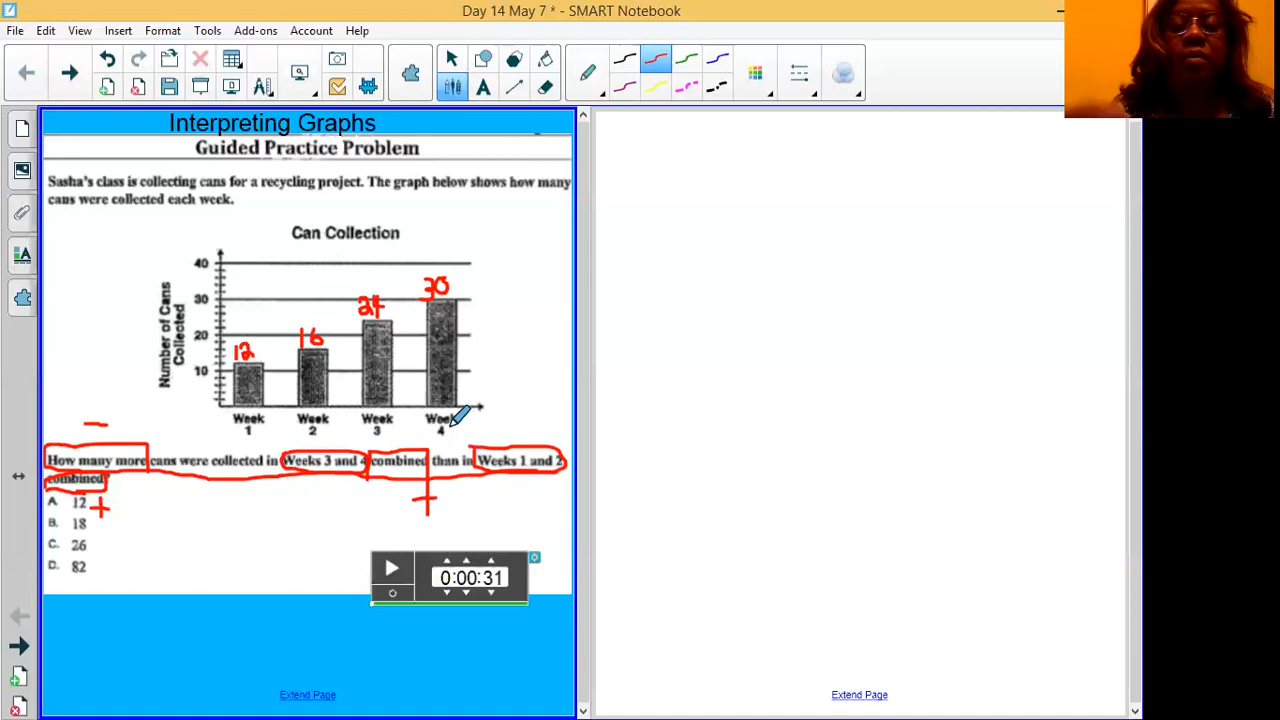 Day 14 May 7 * - SMART Notebook
File Edit View Insert Format Tools Add-ons Account Help
Interpreting Graphs
Guided Practice Problem
Sasha's class is collecting cans for a recycling project. The graph below shows how many
cans were collected each week.
Can Collection
Number of Cans
Collected
40
30
20
10
12
16
24
30
Week
1
Week
2
Week
3
Week
4
−
How many more cans were collected in Weeks 3 and 4 combined than in Weeks 1 and 2
combined?
+
+
A. 12
B. 18
C. 26
D. 82
0:00:31
Extend Page
Extend Page